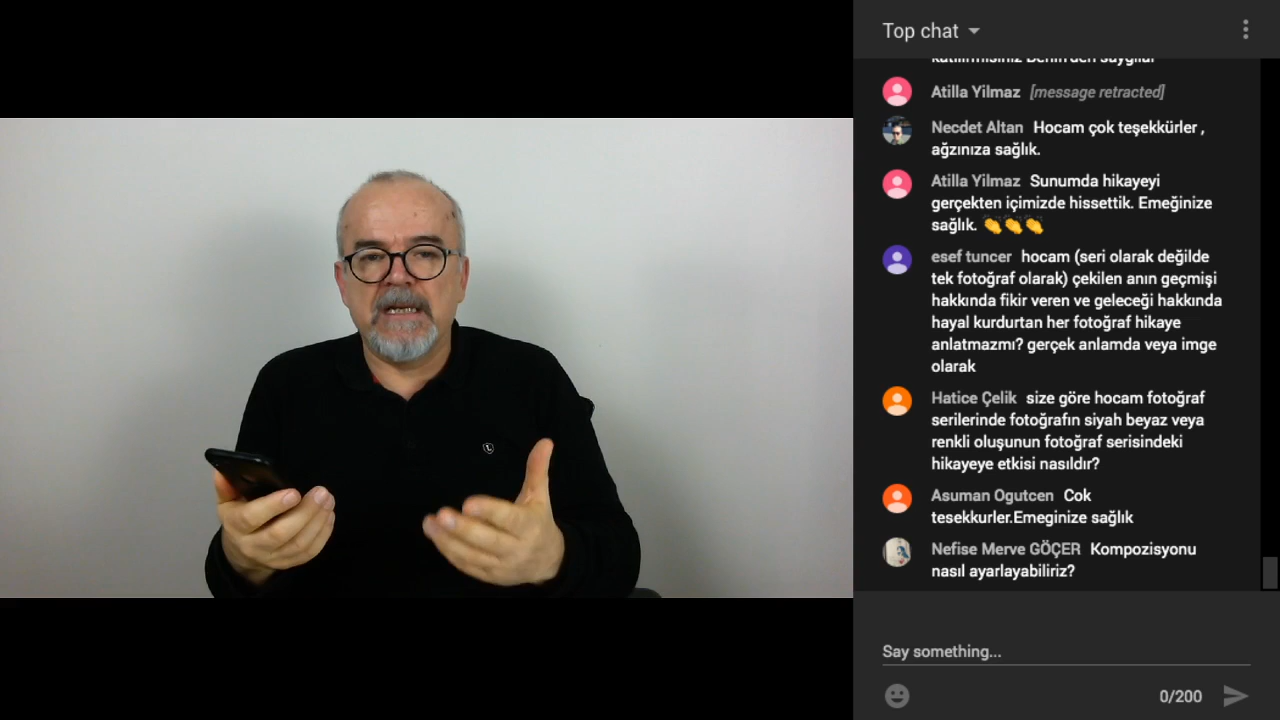 Top chat
katılırmısınız Berlin'den saygılar
Atilla Yilmaz [message retracted]
Necdet Altan Hocam çok teşekkürler ,
ağzınıza sağlık.
Atilla Yilmaz Sunumda hikayeyi
gerçekten içimizde hissettik. Emeğinize
sağlık. 👏👏👏
esef tuncer hocam (seri olarak değilde
tek fotoğraf olarak) çekilen anın geçmişi
hakkında fikir veren ve geleceği hakkında
hayal kurdurtan her fotoğraf hikaye
anlatmazmı? gerçek anlamda veya imge
olarak
Hatice Çelik size göre hocam fotoğraf
serilerinde fotoğrafın siyah beyaz veya
renkli oluşunun fotoğraf serisindeki
hikayeye etkisi nasıldır?
Asuman Ogutcen Cok
tesekkurler.Emeginize sağlık
Nefise Merve GÖÇER Kompozisyonu
nasıl ayarlayabiliriz?
Say something...
0/200